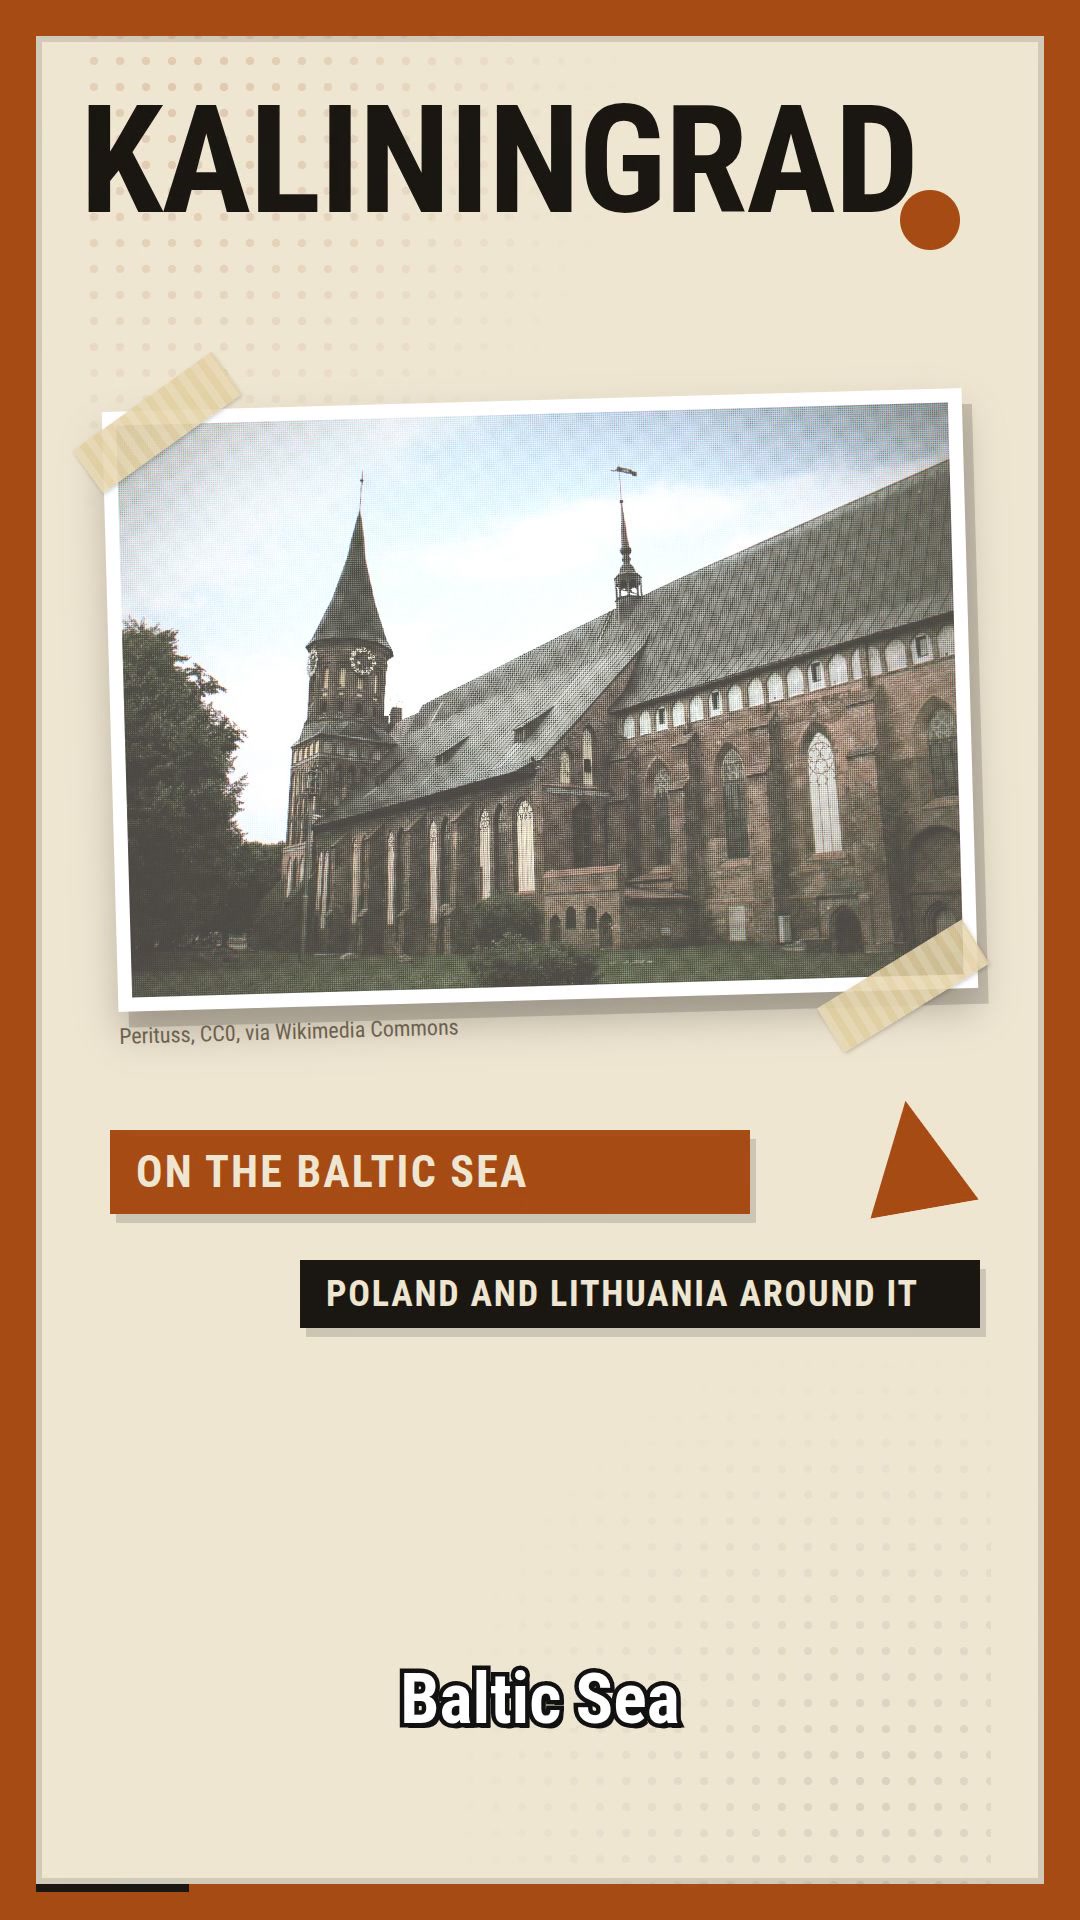 KALININGRAD
Perituss, CC0, via Wikimedia Commons
ON THE BALTIC SEA
POLAND AND LITHUANIA AROUND IT
Baltic Sea